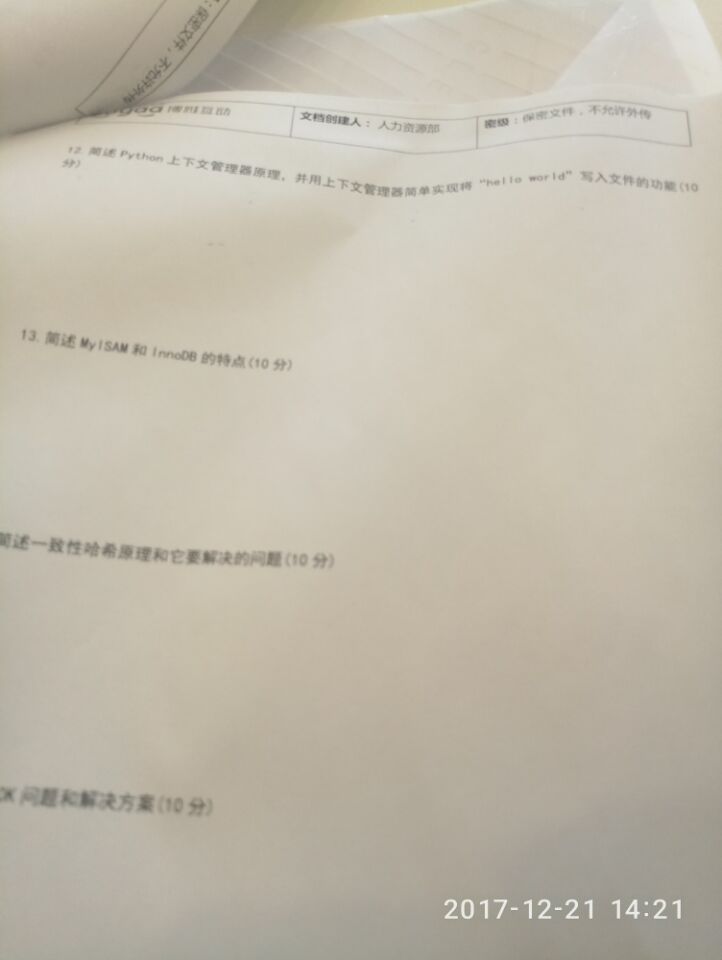 保密文件，不允许外传
博雅互动
文档创建人： 人力资源部
密级：保密文件，不允许外传
12. 简述 Python 上下文管理器原理，并用上下文管理器简单实现将“hello world”写入文件的功能(10
分)
13. 简述 MyISAM 和 InnoDB 的特点(10 分)
简述一致性哈希原理和它要解决的问题(10 分)
问题和解决方案(10 分)
2017-12-21 14:21